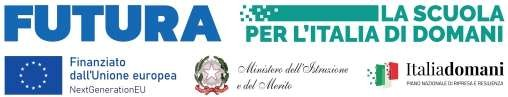 FUTURA
LA SCUOLA
PER L'ITALIA DI DOMANI
Finanziato
dall'Unione europea
NextGenerationEU
Ministero dell'Istruzione
e del Merito
Italiadomani
PIANO NAZIONALE DI RIPRESA E RESILIENZA